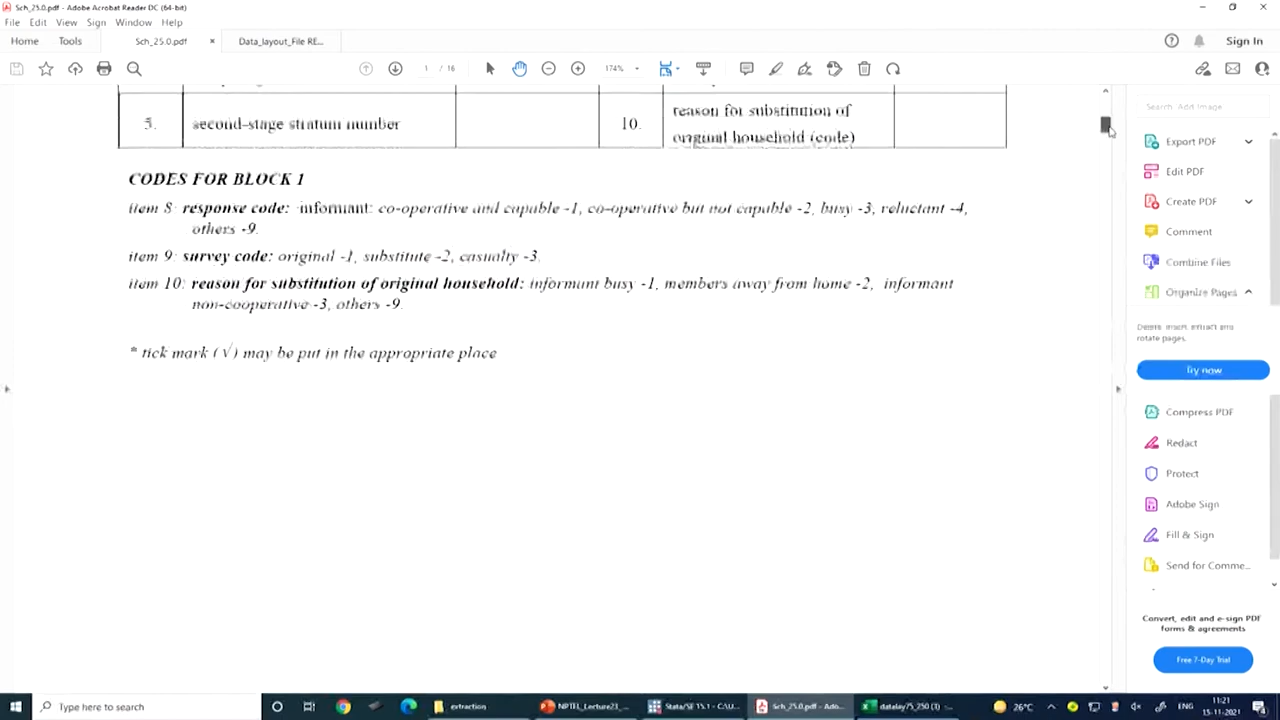 Sch_25.0.pdf - Adobe Acrobat Reader DC (64-bit)
File Edit View Sign Window Help
Home Tools Sch_25.0.pdf × Data_layout_File RE... Sign In
1 / 16 174%
Search 'Add Image'
5. second-stage stratum number 10. reason for substitution of
original household (code)
CODES FOR BLOCK 1
item 8: response code: informant: co-operative and capable -1, co-operative but not capable -2, busy -3, reluctant -4,
others -9.
item 9: survey code: original -1, substitute -2, casualty -3.
item 10: reason for substitution of original household: informant busy -1, members away from home -2, informant
non-cooperative -3, others -9.
* tick mark (√) may be put in the appropriate place
Export PDF
Edit PDF
Create PDF
Comment
Combine Files
Organize Pages
Delete, insert, extract and
rotate pages.
Try now
Compress PDF
Redact
Protect
Adobe Sign
Fill & Sign
Send for Comme...
Convert, edit and e-sign PDF
forms & agreements
Free 7-Day Trial
Type here to search
extraction
NPTEL_Lecture23_...
Stata/SE 15.1 - C:\U...
Sch_25.0.pdf - Ado...
datalay75_250 (3) -...
26°C
ENG
11:21
15-11-2021